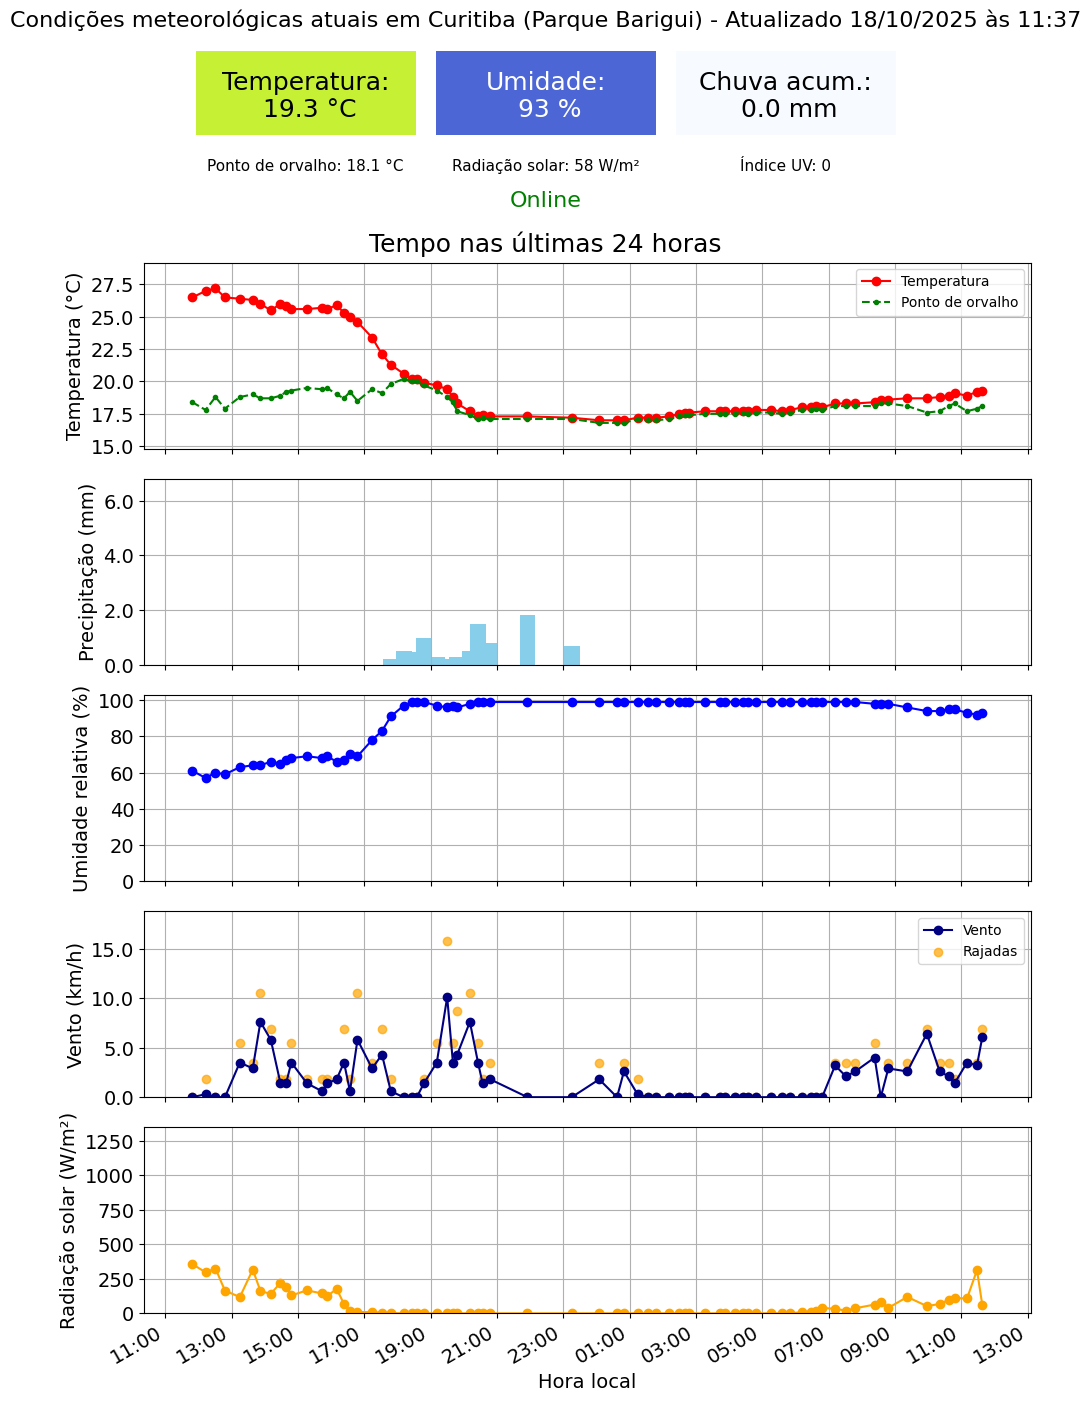 Condições meteorológicas atuais em Curitiba (Parque Barigui) - Atualizado 18/10/2025 às 11:37
Temperatura:
19.3 °C
Umidade:
93 %
Chuva acum.:
0.0 mm
Ponto de orvalho: 18.1 °C
Radiação solar: 58 W/m²
Índice UV: 0
Online
Tempo nas últimas 24 horas
Temperatura (°C)
27.5
25.0
22.5
20.0
17.5
15.0
Temperatura
Ponto de orvalho
Precipitação (mm)
6.0
4.0
2.0
0.0
Umidade relativa (%)
100
80
60
40
20
0
Vento (km/h)
15.0
10.0
5.0
0.0
Vento
Rajadas
Radiação solar (W/m²)
1250
1000
750
500
250
0
11:00
13:00
15:00
17:00
19:00
21:00
23:00
01:00
03:00
05:00
07:00
09:00
11:00
13:00
Hora local